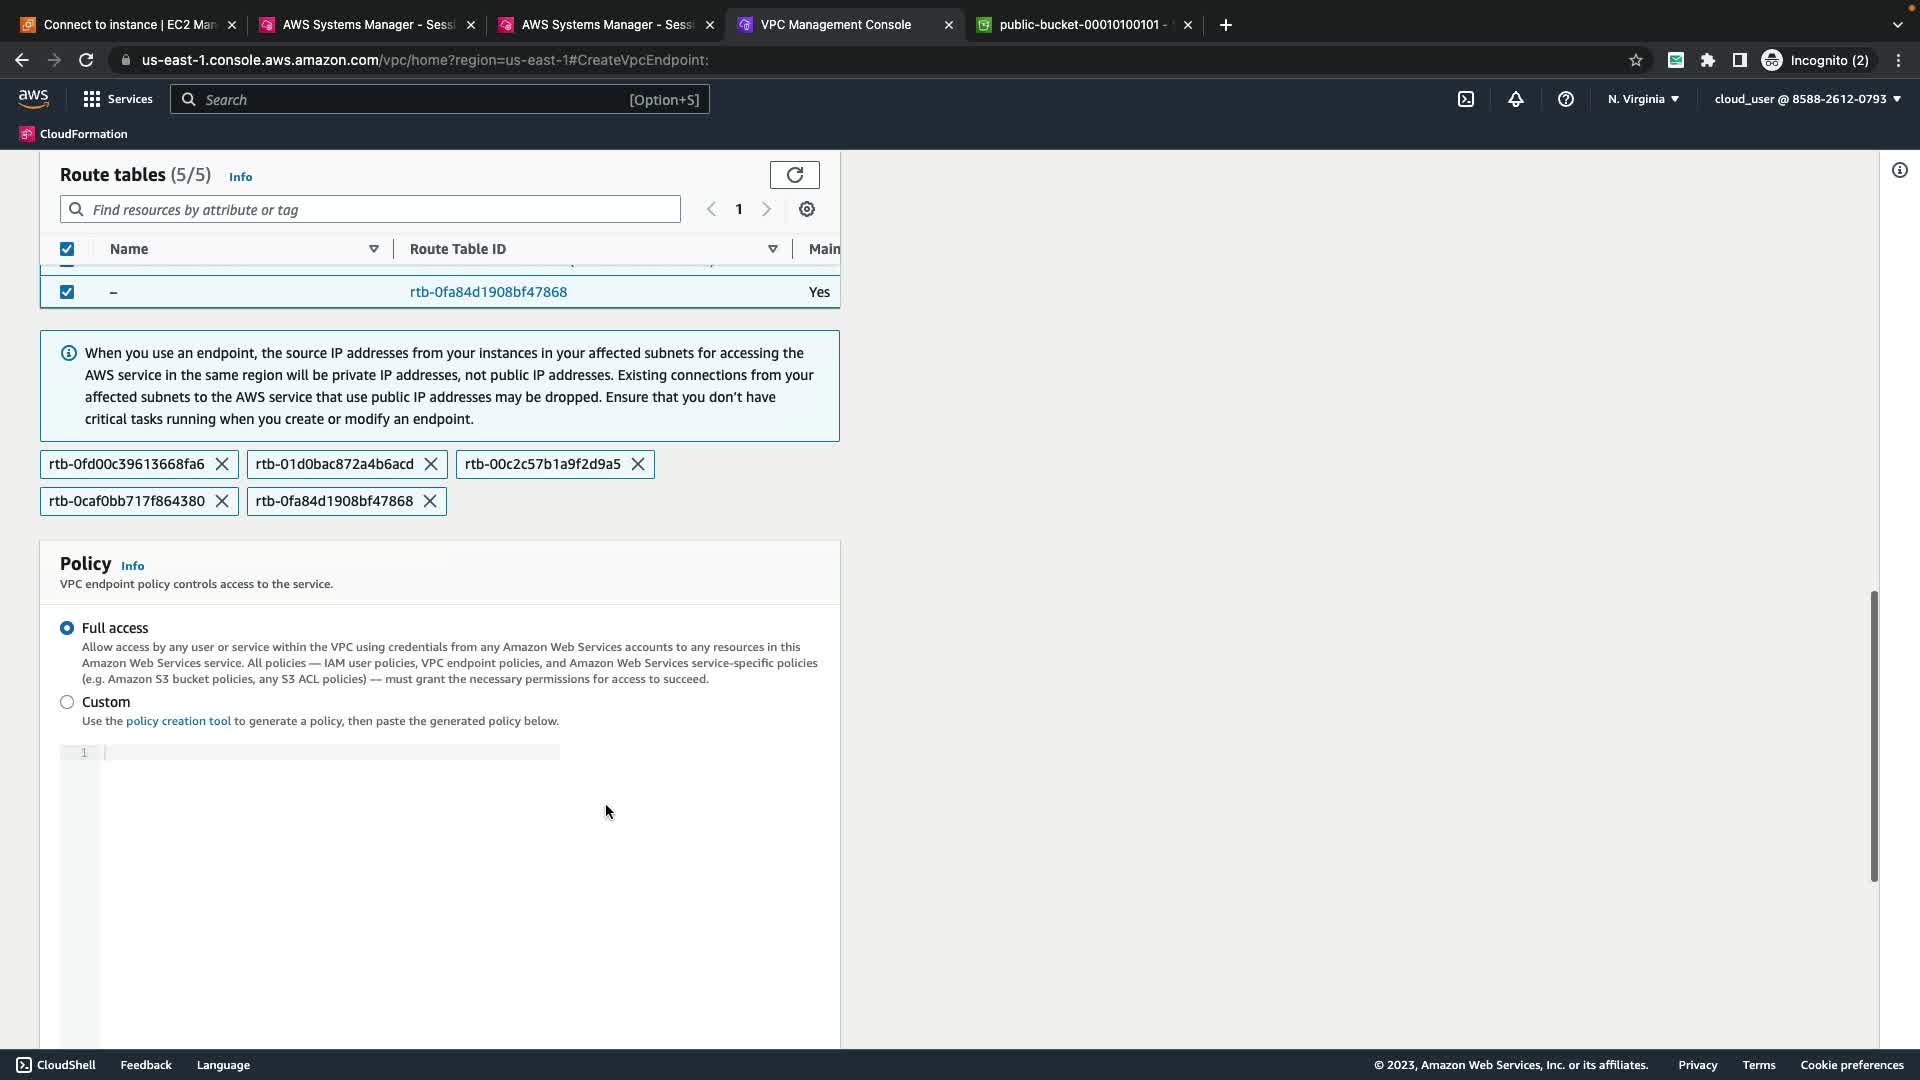 Connect to instance | EC2 Man
AWS Systems Manager - Sessi
AWS Systems Manager - Sessi
VPC Management Console
public-bucket-00010100101 -
us-east-1.console.aws.amazon.com/vpc/home?region=us-east-1#CreateVpcEndpoint:
Incognito (2)
aws
Services
Search
[Option+S]
N. Virginia
cloud_user @ 8588-2612-0793
CloudFormation
Route tables (5/5) Info
Find resources by attribute or tag
1
Name
Route Table ID
Main
–
rtb-0fa84d1908bf47868
Yes
When you use an endpoint, the source IP addresses from your instances in your affected subnets for accessing the
AWS service in the same region will be private IP addresses, not public IP addresses. Existing connections from your
affected subnets to the AWS service that use public IP addresses may be dropped. Ensure that you don't have
critical tasks running when you create or modify an endpoint.
rtb-0fd00c39613668fa6
rtb-01d0bac872a4b6acd
rtb-00c2c57b1a9f2d9a5
rtb-0caf0bb717f864380
rtb-0fa84d1908bf47868
Policy Info
VPC endpoint policy controls access to the service.
Full access
Allow access by any user or service within the VPC using credentials from any Amazon Web Services accounts to any resources in this
Amazon Web Services service. All policies — IAM user policies, VPC endpoint policies, and Amazon Web Services service-specific policies
(e.g. Amazon S3 bucket policies, any S3 ACL policies) — must grant the necessary permissions for access to succeed.
Custom
Use the policy creation tool to generate a policy, then paste the generated policy below.
1
CloudShell
Feedback
Language
© 2023, Amazon Web Services, Inc. or its affiliates.
Privacy
Terms
Cookie preferences